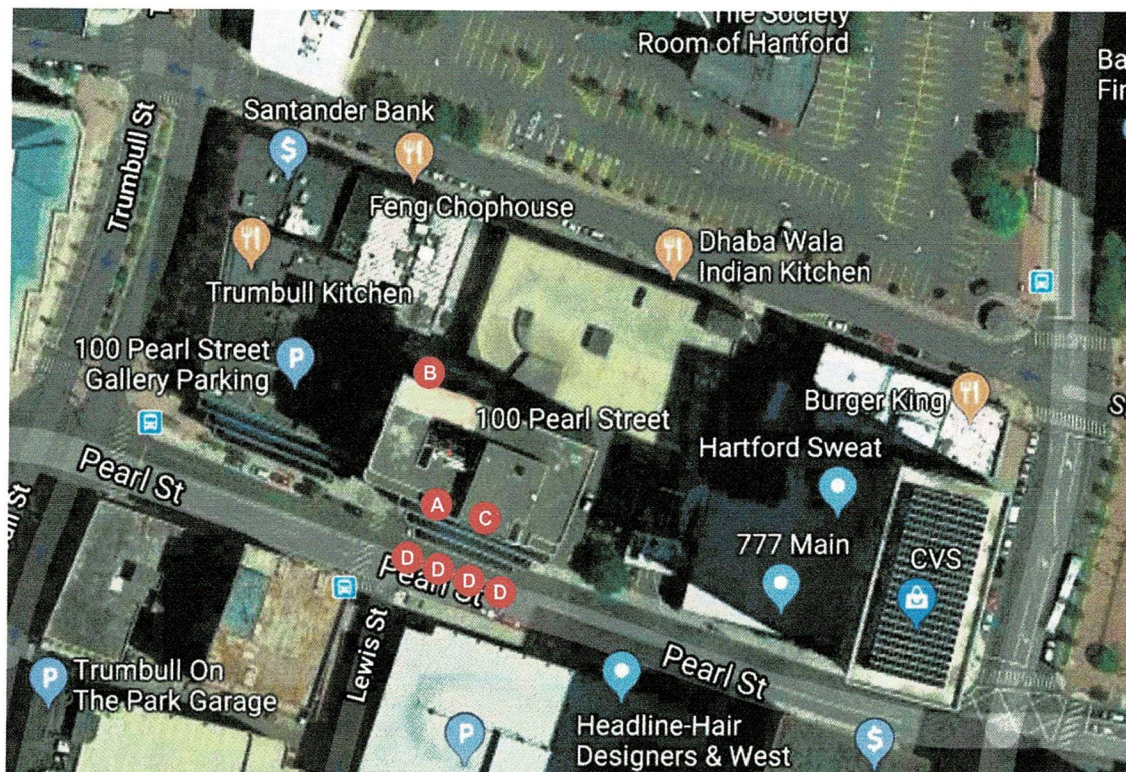 The Society
Room of Hartford
Trumbull St
Santander Bank
$
Feng Chophouse
Dhaba Wala
Indian Kitchen
Trumbull Kitchen
100 Pearl Street
Gallery Parking
P
B
100 Pearl Street
Burger King
Hartford Sweat
Pearl St
A
C
777 Main
CVS
D
D
D
D
Pearl St
Lewis St
Pearl St
Trumbull On
The Park Garage
P
P
Headline-Hair
Designers & West
$